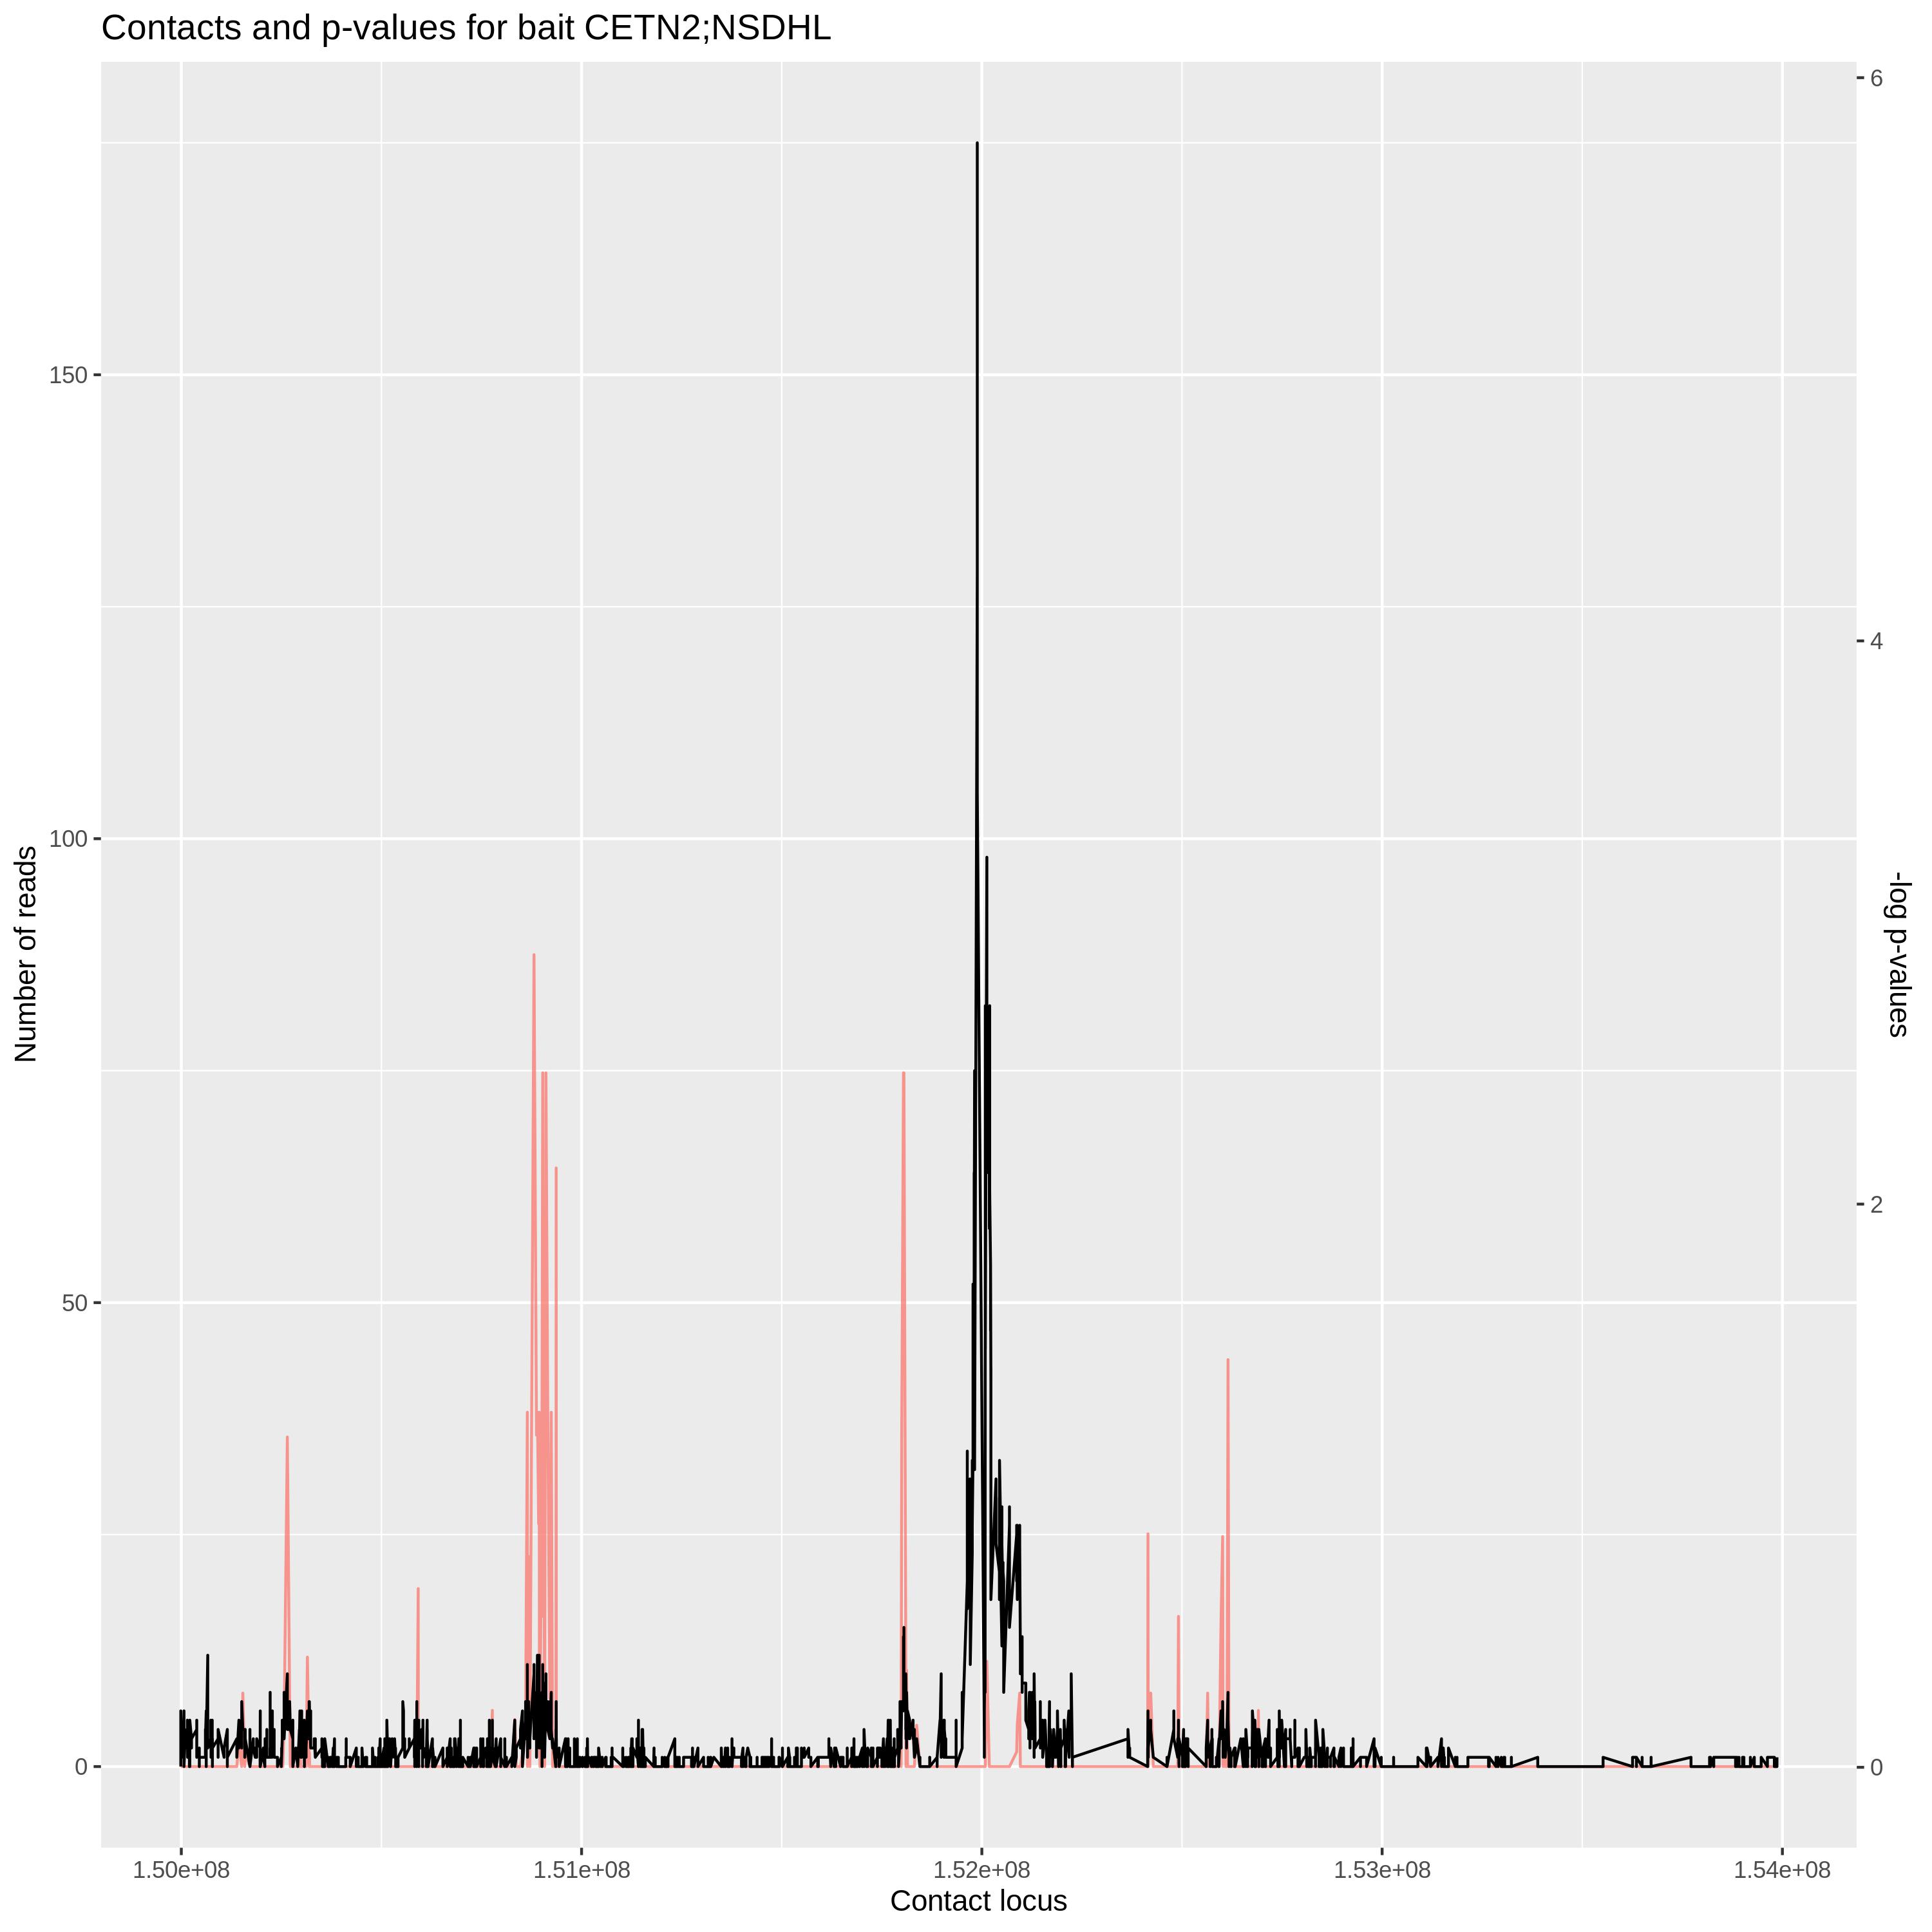 Contacts and p-values for bait CETN2;NSDHL
Number of reads
150
100
50
0
6
4
2
0
-log p-values
1.50e+08
1.51e+08
1.52e+08
1.53e+08
1.54e+08
Contact locus